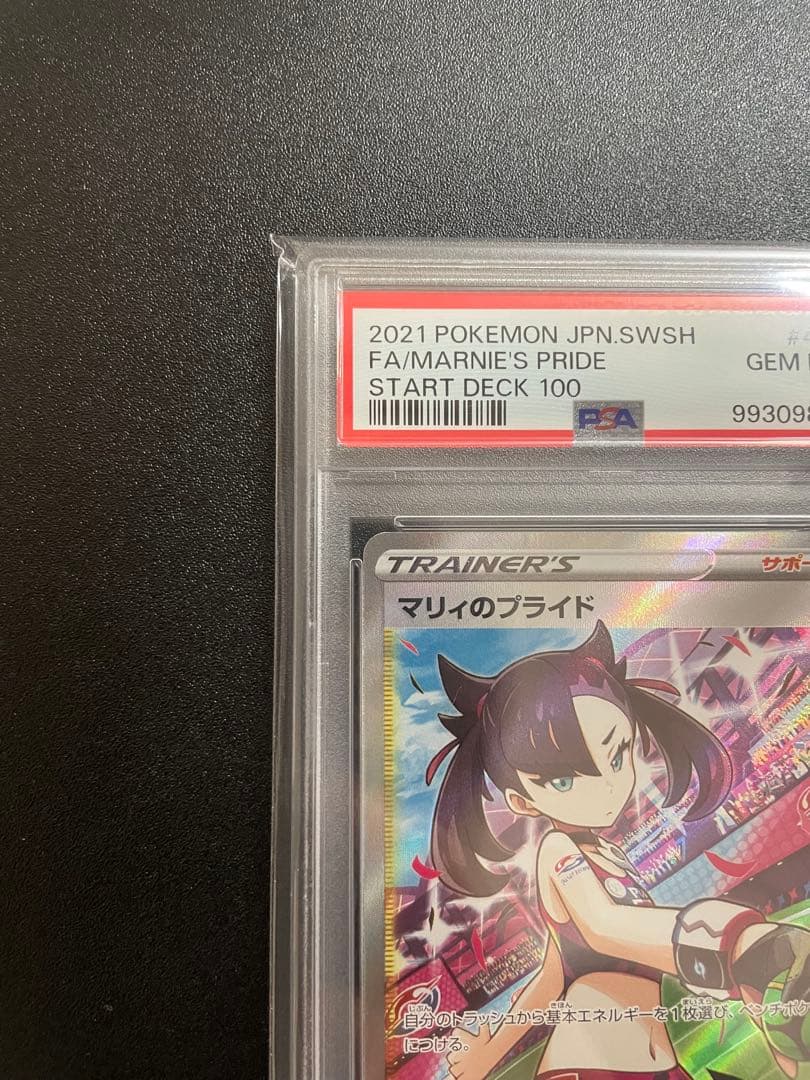 2021 POKEMON JPN.SWSH
FA/MARNIE'S PRIDE
GEM
START DECK 100
PSA
99309
TRAINER'S
サポー
マリィのプライド
自分のトラッシュから基本エネルギーを1枚選び、ベンチポケ
につける。